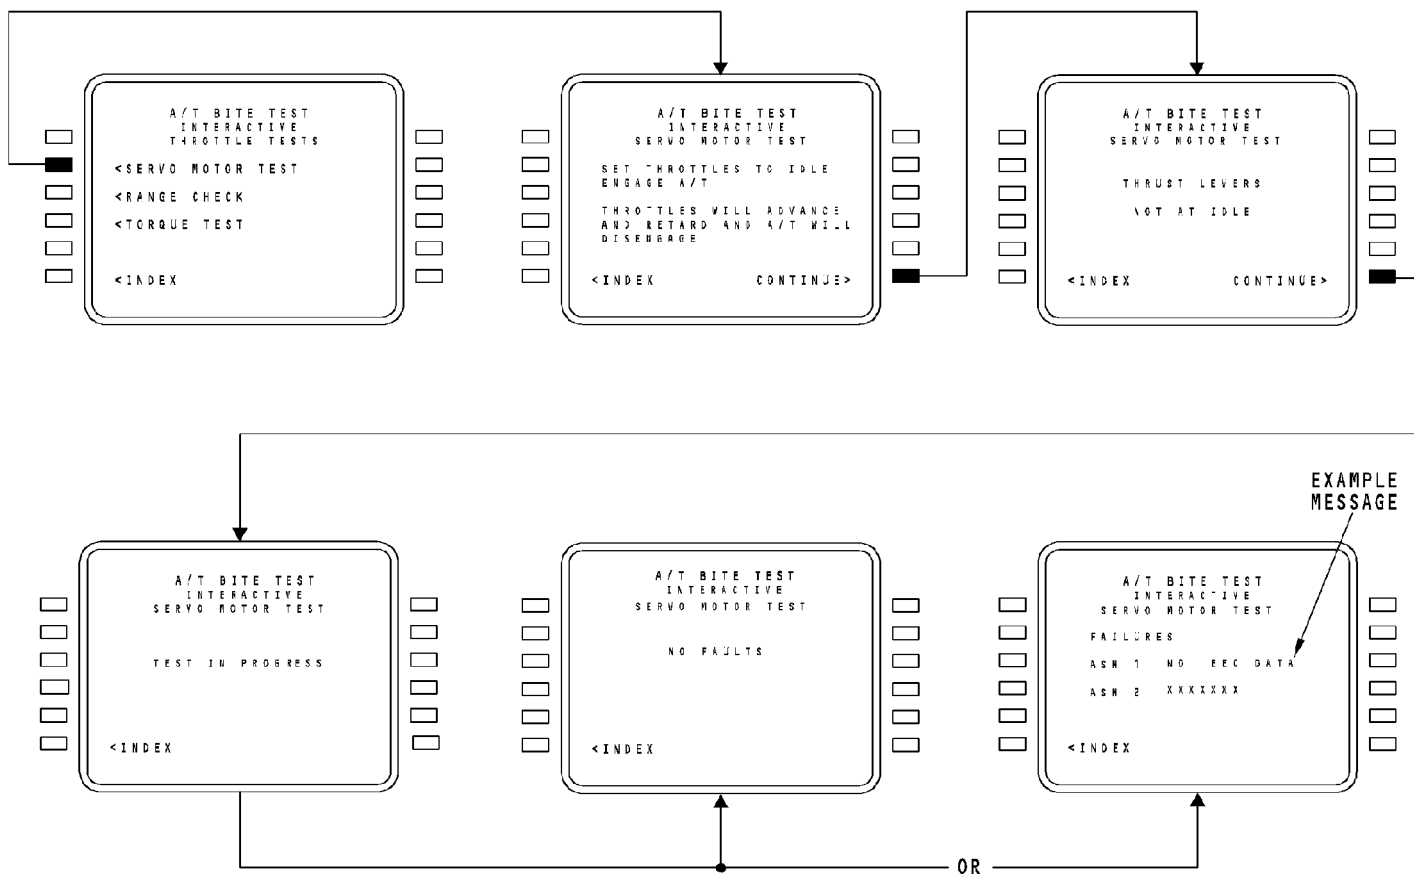 A/T BITE TEST
INTERACTIVE
THROTTLE TESTS
<SERVO MOTOR TEST
<RANGE CHECK
<TORQUE TEST
<INDEX
A/T BITE TEST
INTERACTIVE
SERVO MOTOR TEST
SET THROTTLES TO IDLE
ENGAGE A/T
THROTTLES WILL ADVANCE
AND RETARD AND A/T WILL
DISENGAGE
<INDEX CONTINUE>
A/T BITE TEST
INTERACTIVE
SERVO MOTOR TEST
THRUST LEVERS
NOT AT IDLE
<INDEX CONTINUE>
A/T BITE TEST
INTERACTIVE
SERVO MOTOR TEST
TEST IN PROGRESS
<INDEX
A/T BITE TEST
INTERACTIVE
SERVO MOTOR TEST
NO FAULTS
<INDEX
EXAMPLE
MESSAGE
A/T BITE TEST
INTERACTIVE
SERVO MOTOR TEST
FAILURES
ASM 1 NO EEC DATA
ASM 2 XXXXXXX
<INDEX
OR